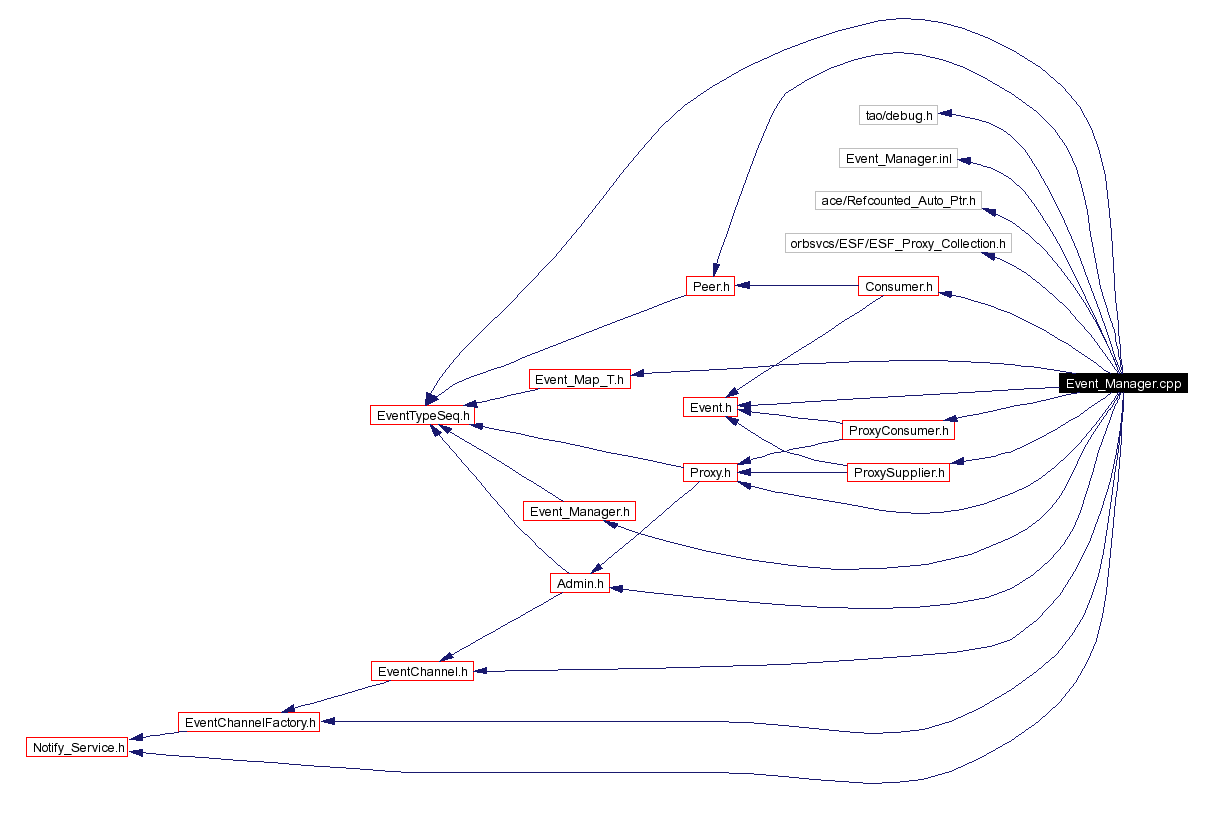 tao/debug.h
Event_Manager.inl
ace/Refcounted_Auto_Ptr.h
orbsvcs/ESF/ESF_Proxy_Collection.h
Peer.h
Consumer.h
Event_Map_T.h
Event_Manager.cpp
Event.h
EventTypeSeq.h
ProxyConsumer.h
Proxy.h
ProxySupplier.h
Event_Manager.h
Admin.h
EventChannel.h
EventChannelFactory.h
Notify_Service.h